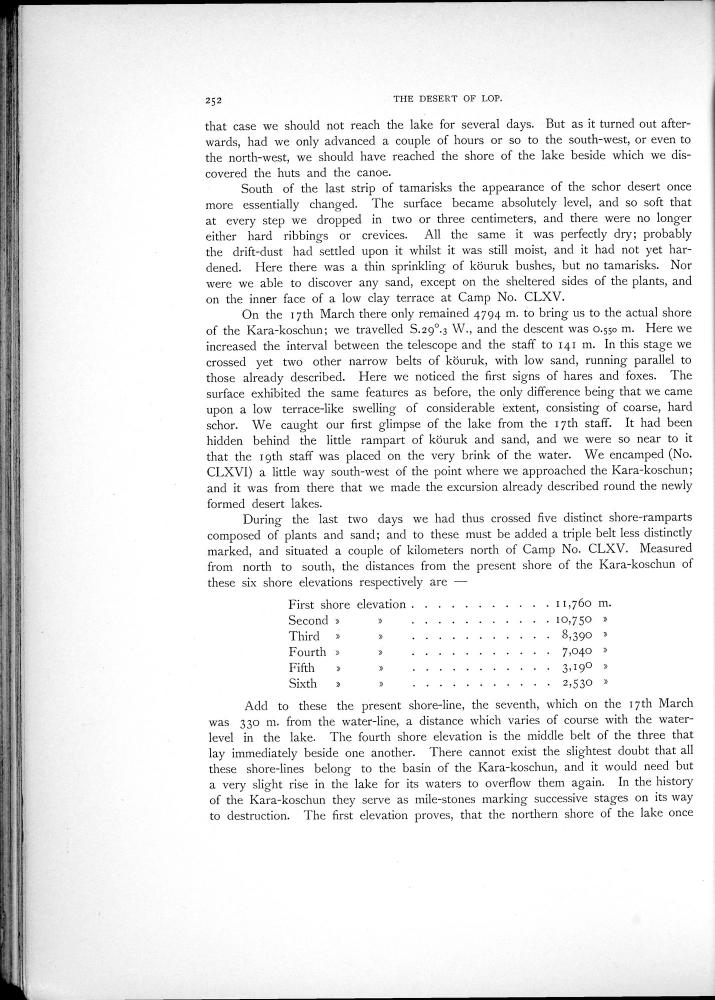 252
THE DESERT OF LOP.
that case we should not reach the lake for several days. But as it turned out after-
wards, had we only advanced a couple of hours or so to the south-west, or even to
the north-west, we should have reached the shore of the lake beside which we dis-
covered the huts and the canoe.
South of the last strip of tamarisks the appearance of the schor desert once
more essentially changed. The surface became absolutely level, and so soft that
at every step we dropped in two or three centimeters, and there were no longer
either hard ribbings or crevices. All the same it was perfectly dry; probably
the drift-dust had settled upon it whilst it was still moist, and it had not yet har-
dened. Here there was a thin sprinkling of köuruk bushes, but no tamarisks. Nor
were we able to discover any sand, except on the sheltered sides of the plants, and
on the inner face of a low clay terrace at Camp No. CLXV.
On the 17th March there only remained 4794 m. to bring us to the actual shore
of the Kara-koschun; we travelled S.29°.3 W., and the descent was 0.550 m. Here we
increased the interval between the telescope and the staff to 141 m. In this stage we
crossed yet two other narrow belts of köuruk, with low sand, running parallel to
those already described. Here we noticed the first signs of hares and foxes. The
surface exhibited the same features as before, the only difference being that we came
upon a low terrace-like swelling of considerable extent, consisting of coarse, hard
schor. We caught our first glimpse of the lake from the 17th staff. It had been
hidden behind the little rampart of köuruk and sand, and we were so near to it
that the 19th staff was placed on the very brink of the water. We encamped (No.
CLXVI) a little way south-west of the point where we approached the Kara-koschun;
and it was from there that we made the excursion already described round the newly
formed desert lakes.
During the last two days we had thus crossed five distinct shore-ramparts
composed of plants and sand; and to these must be added a triple belt less distinctly
marked, and situated a couple of kilometers north of Camp No. CLXV. Measured
from north to south, the distances from the present shore of the Kara-koschun of
these six shore elevations respectively are —
First shore elevation . . . . . . . . . . . 11,760 m.
Second » » . . . . . . . . . . . 10,750 »
Third » » . . . . . . . . . . . 8,390 »
Fourth » » . . . . . . . . . . . 7,040 »
Fifth » » . . . . . . . . . . . 3,190 »
Sixth » » . . . . . . . . . . . 2,530 »
Add to these the present shore-line, the seventh, which on the 17th March
was 330 m. from the water-line, a distance which varies of course with the water-
level in the lake. The fourth shore elevation is the middle belt of the three that
lay immediately beside one another. There cannot exist the slightest doubt that all
these shore-lines belong to the basin of the Kara-koschun, and it would need but
a very slight rise in the lake for its waters to overflow them again. In the history
of the Kara-koschun they serve as mile-stones marking successive stages on its way
to destruction. The first elevation proves, that the northern shore of the lake once